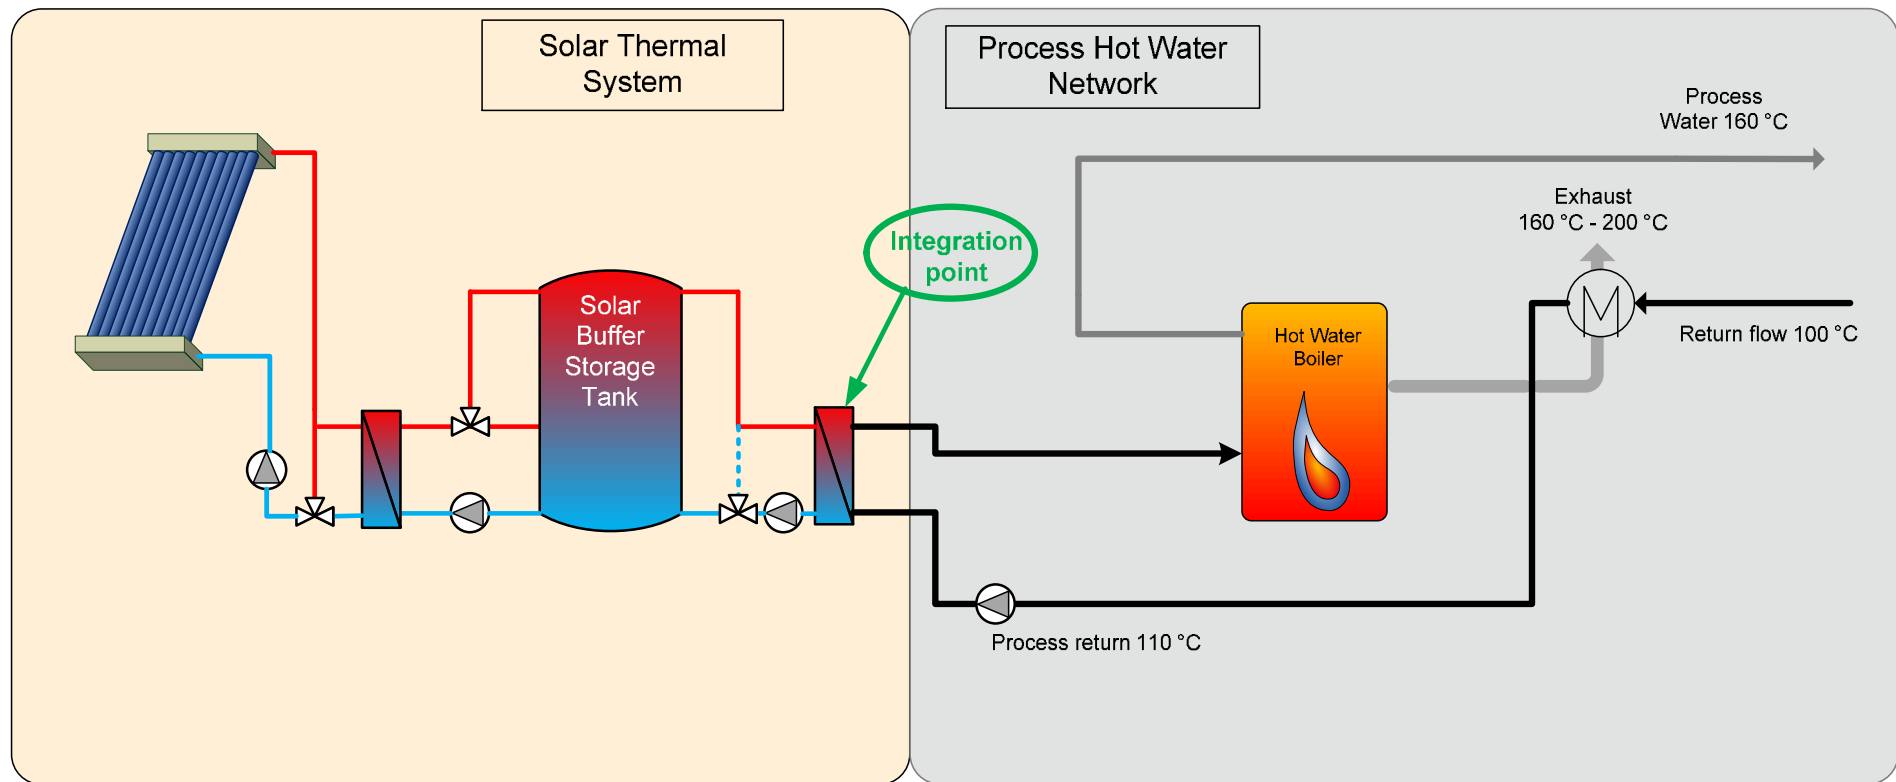 Solar Thermal
System
Process Hot Water
Network
Process
Water 160 °C
Exhaust
160 °C - 200 °C
Integration
point
Solar
Buffer
Storage
Tank
Hot Water
Boiler
Return flow 100 °C
Process return 110 °C